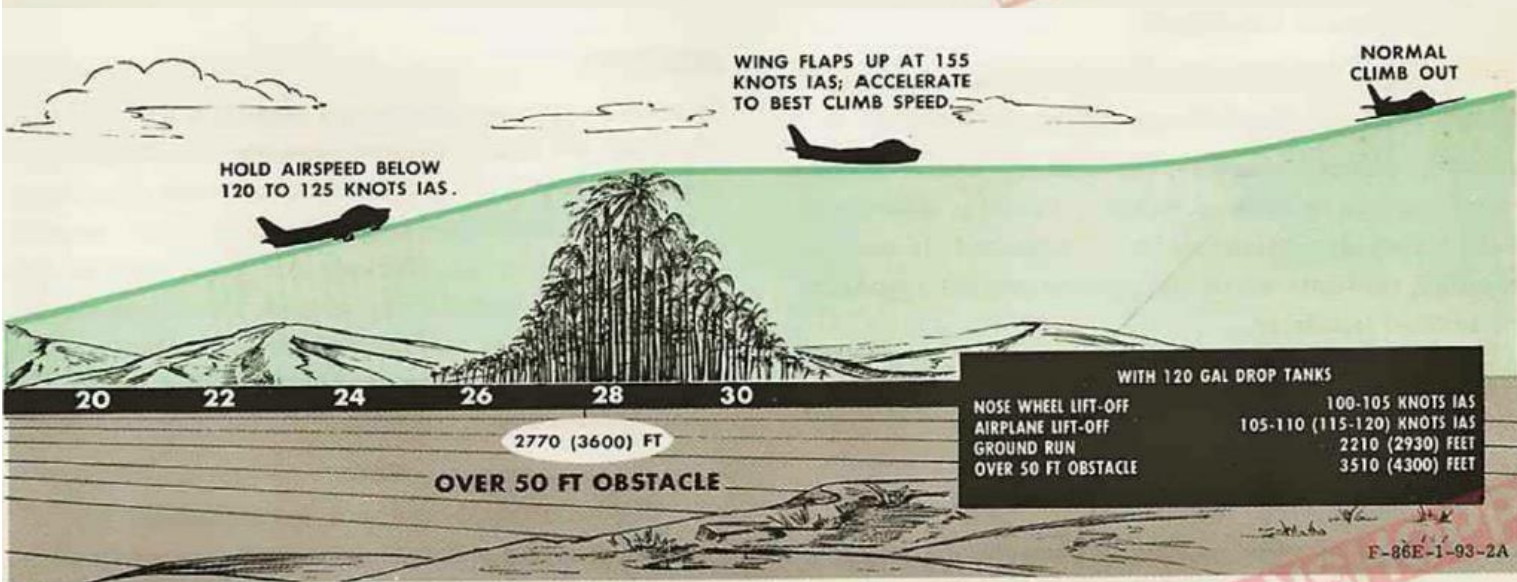 WING FLAPS UP AT 155
KNOTS IAS; ACCELERATE
TO BEST CLIMB SPEED.
NORMAL
CLIMB OUT
HOLD AIRSPEED BELOW
120 TO 125 KNOTS IAS.
20 22 24 26 28 30
2770 (3600) FT
OVER 50 FT OBSTACLE
WITH 120 GAL DROP TANKS
NOSE WHEEL LIFT-OFF 100-105 KNOTS IAS
AIRPLANE LIFT-OFF 105-110 (115-120) KNOTS IAS
GROUND RUN 2210 (2930) FEET
OVER 50 FT OBSTACLE 3510 (4300) FEET
F-86E-1-93-2A